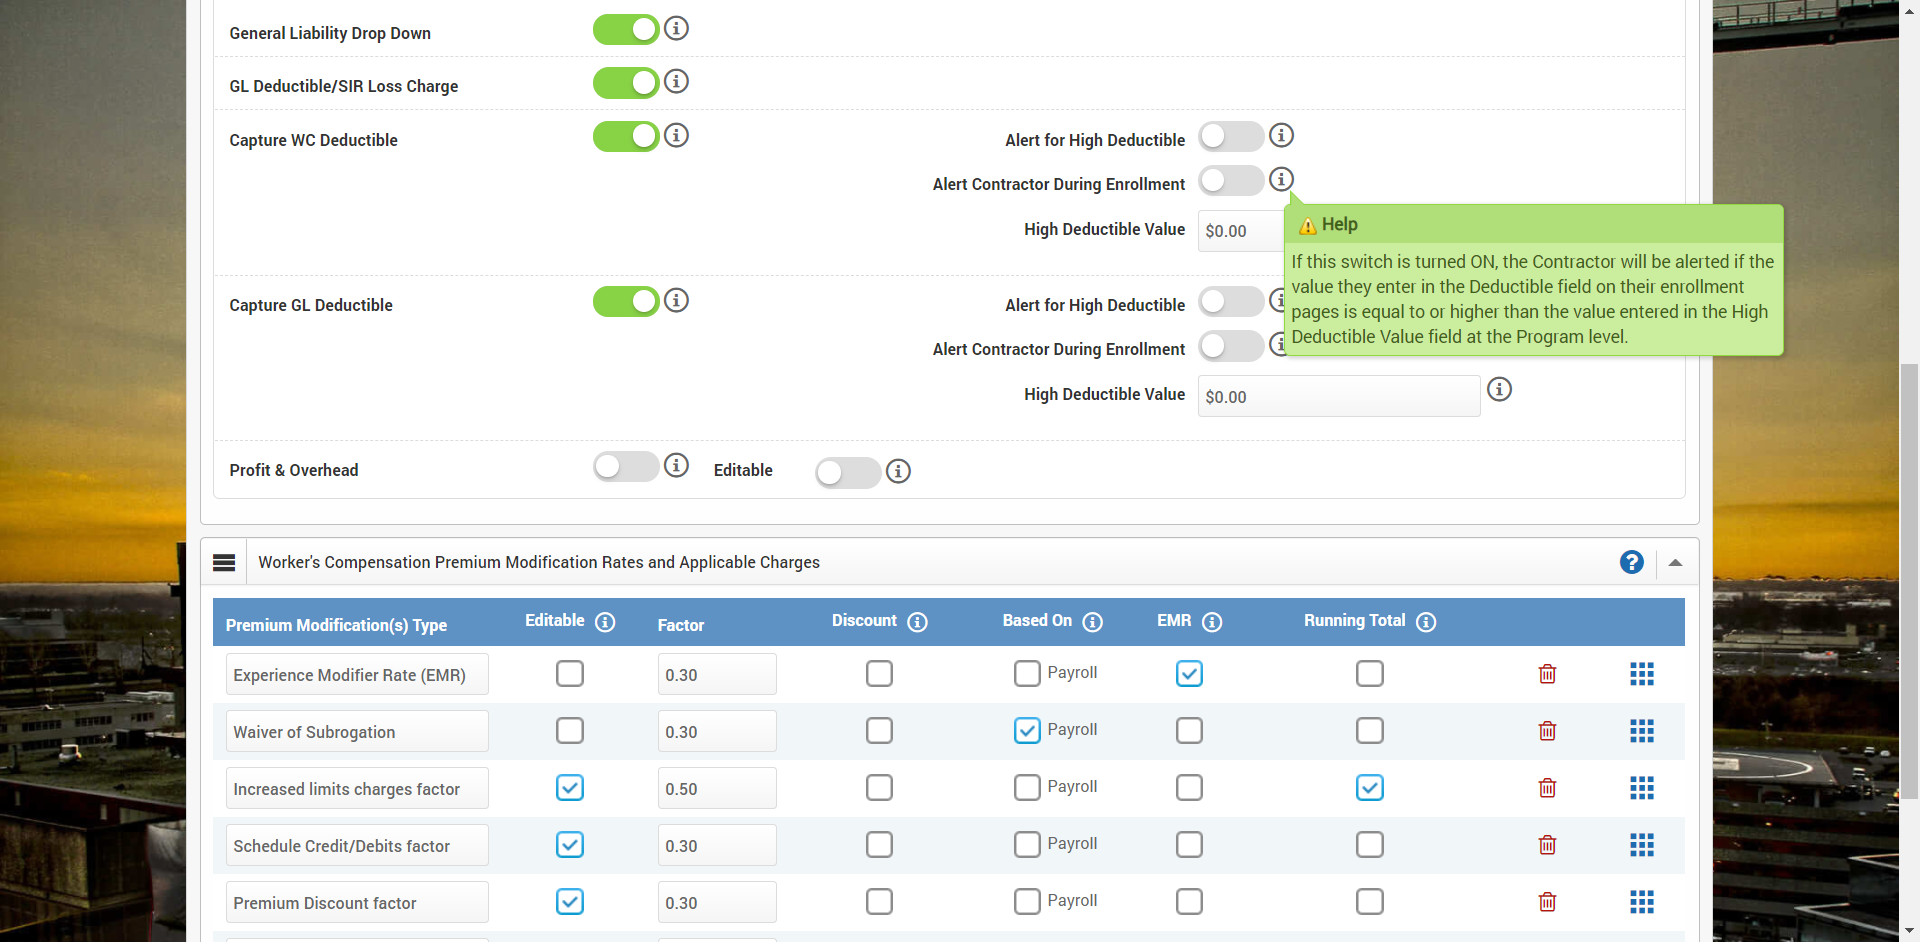 General Liability Drop Down
GL Deductible/SIR Loss Charge
Capture WC Deductible
Alert for High Deductible
Alert Contractor During Enrollment
High Deductible Value
$0.00
Help
If this switch is turned ON, the Contractor will be alerted if the
value they enter in the Deductible field on their enrollment
pages is equal to or higher than the value entered in the High
Deductible Value field at the Program level.
Capture GL Deductible
Alert for High Deductible
Alert Contractor During Enrollment
High Deductible Value
$0.00
Profit & Overhead
Editable
Worker's Compensation Premium Modification Rates and Applicable Charges
Premium Modification(s) Type Editable Factor Discount Based On EMR Running Total
Experience Modifier Rate (EMR) 0.30 Payroll
Waiver of Subrogation 0.30 Payroll
Increased limits charges factor 0.50 Payroll
Schedule Credit/Debits factor 0.30 Payroll
Premium Discount factor 0.30 Payroll